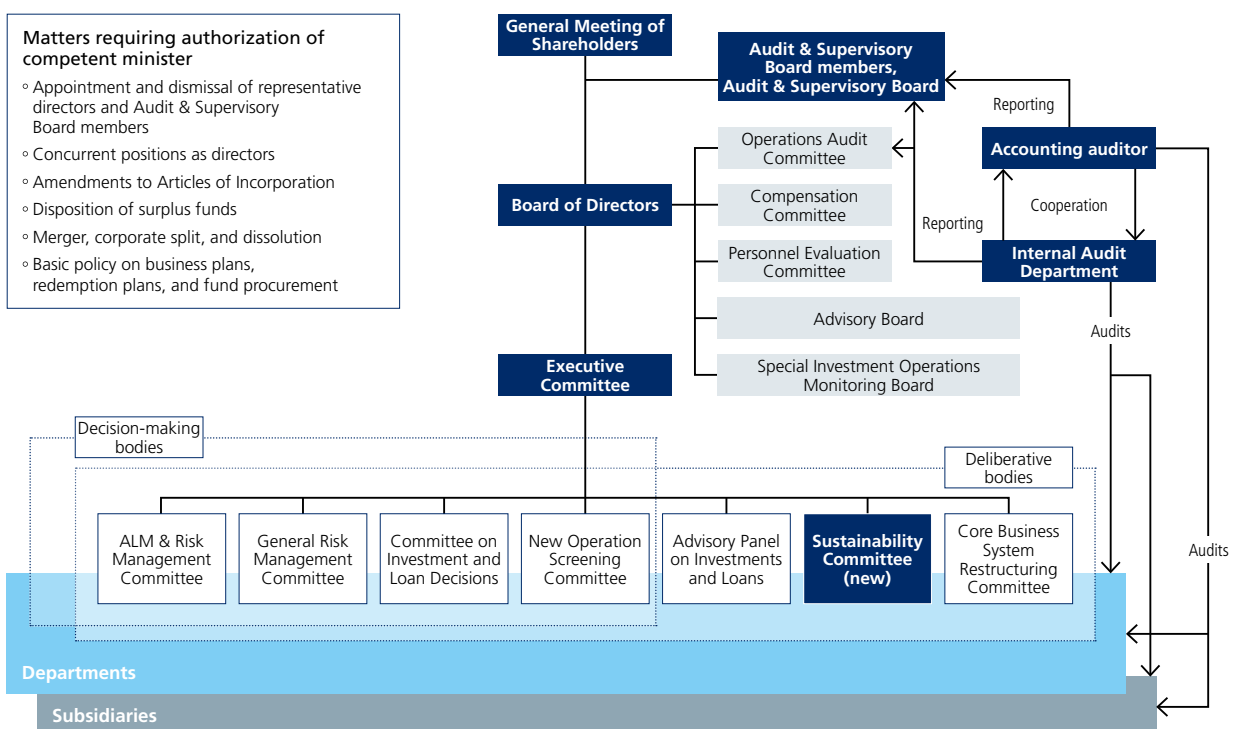 Matters requiring authorization of
competent minister
◦ Appointment and dismissal of representative
directors and Audit & Supervisory
Board members
◦ Concurrent positions as directors
◦ Amendments to Articles of Incorporation
◦ Disposition of surplus funds
◦ Merger, corporate split, and dissolution
◦ Basic policy on business plans,
redemption plans, and fund procurement
General Meeting of
Shareholders
Audit & Supervisory
Board members,
Audit & Supervisory Board
Reporting
Accounting auditor
Operations Audit
Committee
Board of Directors
Compensation
Committee
Reporting
Cooperation
Personnel Evaluation
Committee
Internal Audit
Department
Advisory Board
Audits
Executive
Committee
Special Investment Operations
Monitoring Board
Decision-making
bodies
Deliberative
bodies
ALM & Risk
Management
Committee
General Risk
Management
Committee
Committee on
Investment and
Loan Decisions
New Operation
Screening
Committee
Advisory Panel
on Investments
and Loans
Sustainability
Committee
(new)
Core Business
System
Restructuring
Committee
Audits
Departments
Subsidiaries